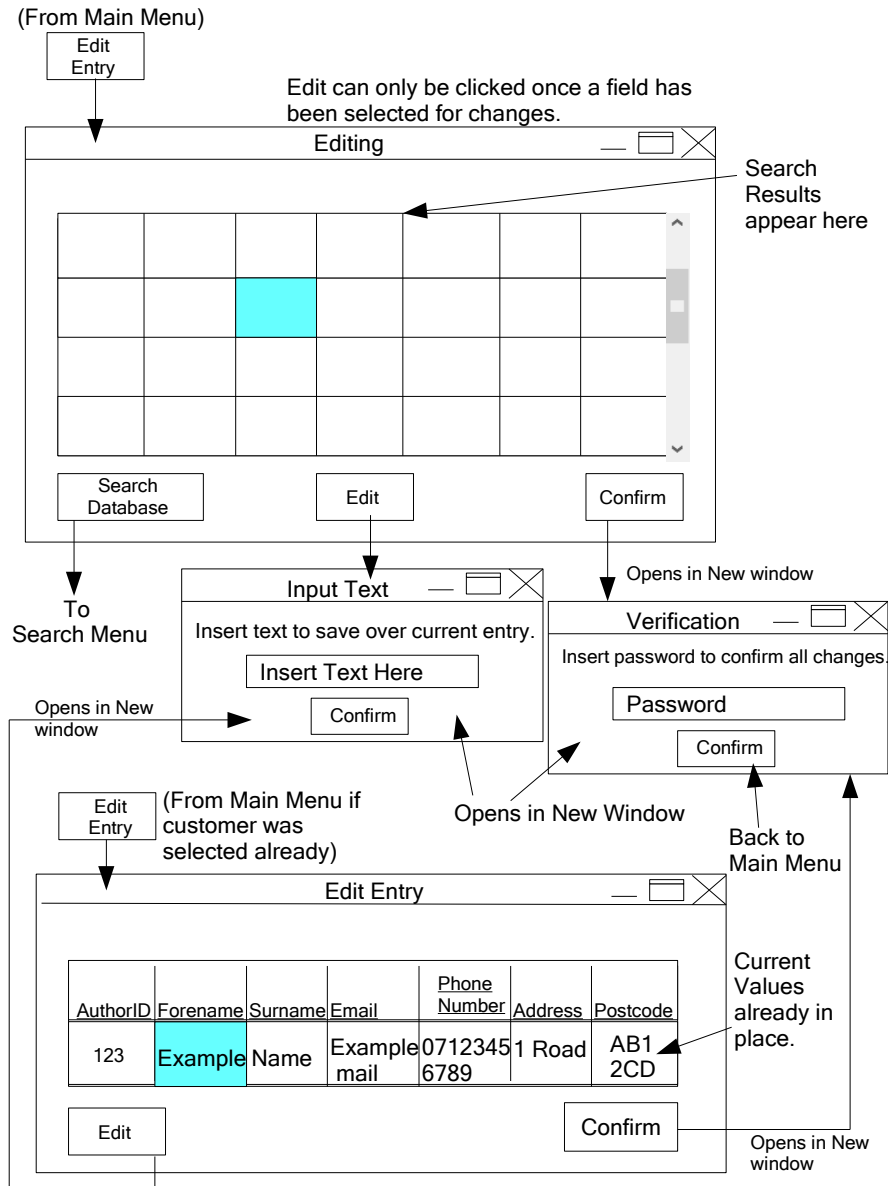 (From Main Menu)
Edit
Entry
Edit can only be clicked once a field has
been selected for changes.
Editing
Search
Results
appear here
Search
Database
Edit
Confirm
To
Search Menu
Input Text
Insert text to save over current entry.
Insert Text Here
Confirm
Opens in New window
Verification
Insert password to confirm all changes.
Password
Confirm
Opens in New
window
Opens in New Window
Back to
Main Menu
Edit
Entry
(From Main Menu if
customer was
selected already)
Edit Entry
AuthorID Forename Surname Email Phone Number Address Postcode
123 Example Name Example mail 0712345 6789 1 Road AB1 2CD
Current
Values
already in
place.
Edit
Confirm
Opens in New
window